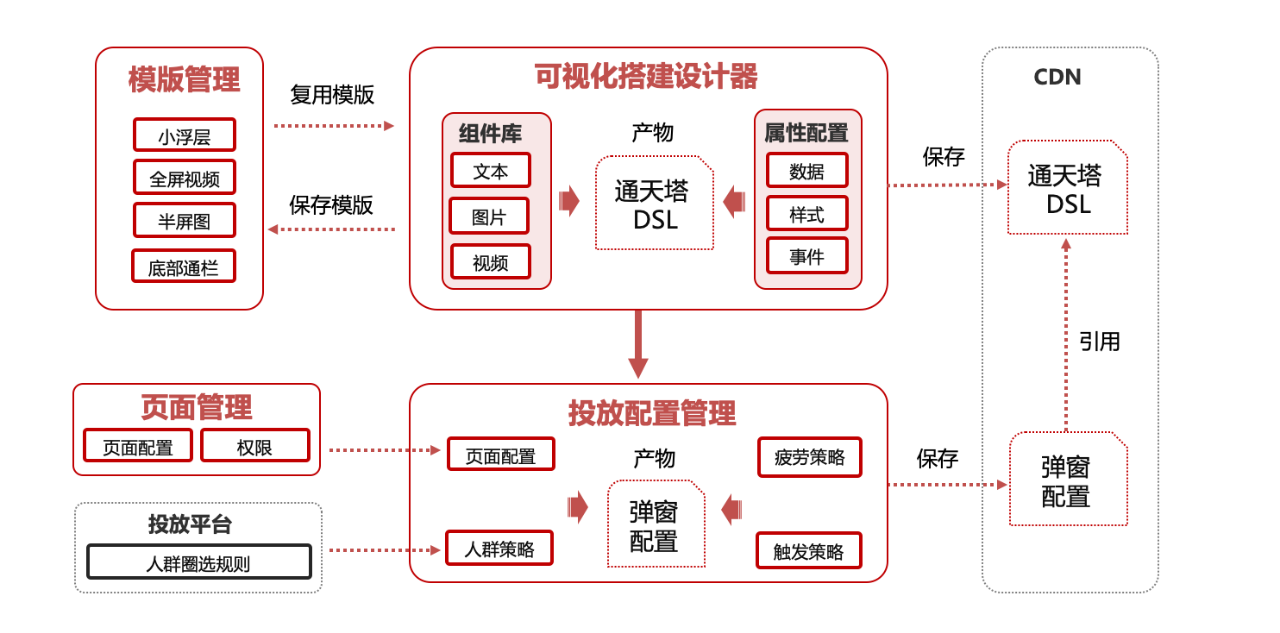 模版管理
小浮层
全屏视频
半屏图
底部通栏
复用模版
保存模版
可视化搭建设计器
组件库
文本
图片
视频
产物
通天塔
DSL
属性配置
数据
样式
事件
保存
CDN
通天塔
DSL
引用
弹窗
配置
页面管理
页面配置
权限
投放平台
人群圈选规则
投放配置管理
页面配置
人群策略
产物
弹窗
配置
疲劳策略
触发策略
保存